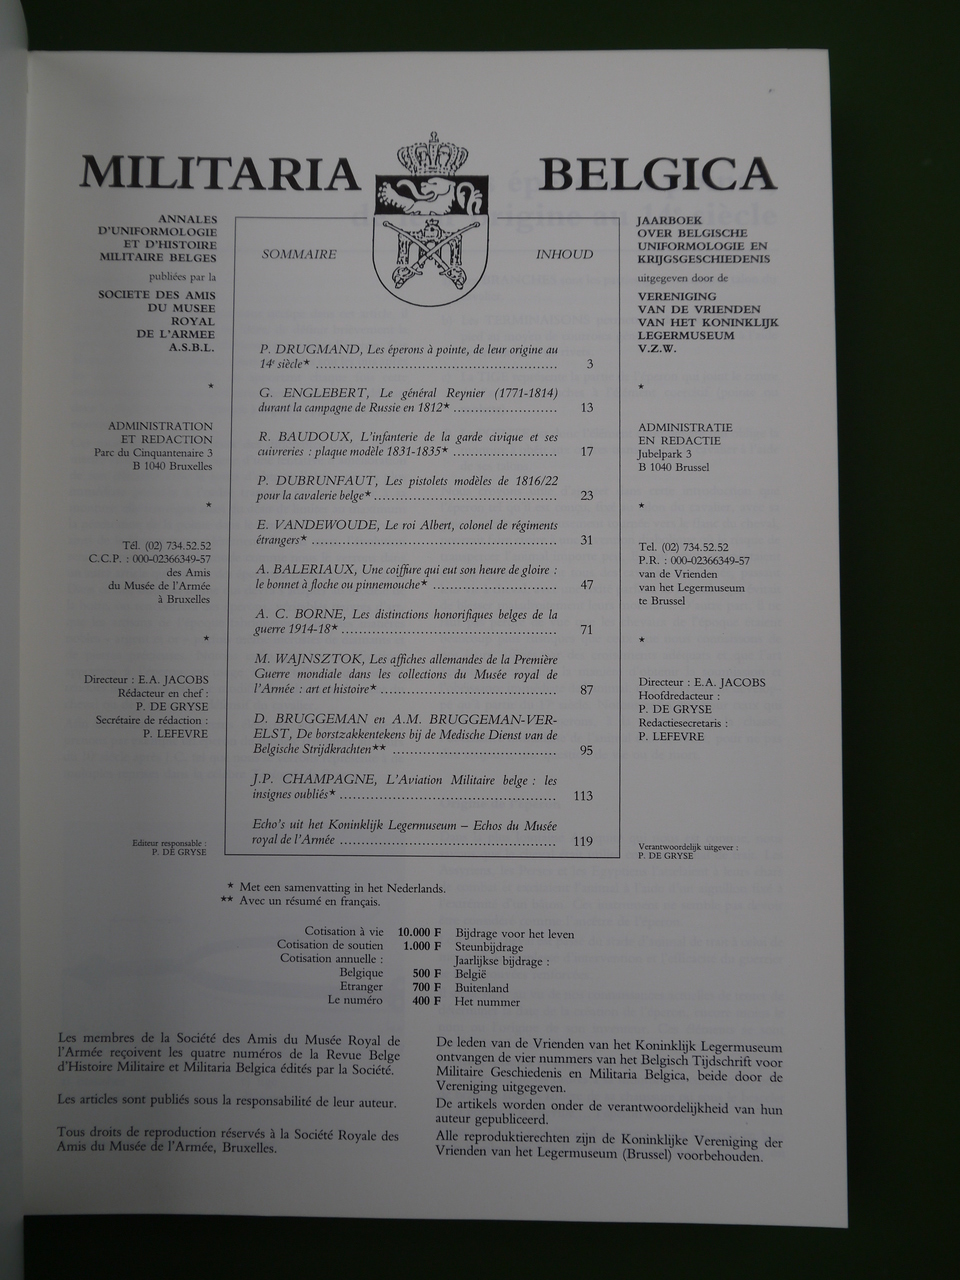 MILITARIA BELGICA
ANNALES
D'UNIFORMOLOGIE
ET D'HISTOIRE
MILITAIRE BELGES
publiées par la
SOCIETE DES AMIS
DU MUSEE
ROYAL
DE L'ARMEE
A.S.B.L.
★
ADMINISTRATION
ET REDACTION
Parc du Cinquantenaire 3
B 1040 Bruxelles
★
Tél. (02) 734.52.52
C.C.P. : 000-02366349-57
des Amis
du Musée de l'Armée
à Bruxelles
★
Directeur : E.A. JACOBS
Rédacteur en chef :
P. DE GRYSE
Secrétaire de rédaction :
P. LEFEVRE
Editeur responsable :
P. DE GRYSE
SOMMAIRE INHOUD
P. DRUGMAND, Les éperons à pointe, de leur origine au
14e siècle★ ........................................................ 3
G. ENGLEBERT, Le général Reynier (1771-1814)
durant la campagne de Russie en 1812★ ........................ 13
R. BAUDOUX, L'infanterie de la garde civique et ses
cuivreries : plaque modèle 1831-1835★ ........................ 17
P. DUBRUNFAUT, Les pistolets modèles de 1816/22
pour la cavalerie belge★ .......................................... 23
E. VANDEWOUDE, Le roi Albert, colonel de régiments
étrangers★ ........................................................ 31
A. BALERIAUX, Une coiffure qui eut son heure de gloire :
le bonnet à floche ou pinnemouche★ ............................. 47
A. C. BORNE, Les distinctions honorifiques belges de la
guerre 1914-18★ .................................................. 71
M. WAJNSZTOK, Les affiches allemandes de la Première
Guerre mondiale dans les collections du Musée royal de
l'Armée : art et histoire★ ......................................... 87
D. BRUGGEMAN en A.M. BRUGGEMAN-VER-
ELST, De borstzakkentekens bij de Medische Dienst van de
Belgische Strijdkrachten★★ ...................................... 95
J.P. CHAMPAGNE, L'Aviation Militaire belge : les
insignes oubliés★ .................................................. 113
Echo's uit het Koninklijk Legermuseum – Echos du Musée
royal de l'Armée .................................................. 119
JAARBOEK
OVER BELGISCHE
UNIFORMOLOGIE EN
KRIJGSGESCHIEDENIS
uitgegeven door de
VERENIGING
VAN DE VRIENDEN
VAN HET KONINKLIJK
LEGERMUSEUM
V.Z.W.
★
ADMINISTRATIE
EN REDACTIE
Jubelpark 3
B 1040 Brussel
★
Tel. (02) 734.52.52
P.R. : 000-02366349-57
van de Vrienden
van het Legermuseum
te Brussel
★
Directeur : E.A. JACOBS
Hoofdredacteur :
P. DE GRYSE
Redactiesecretaris :
P. LEFEVRE
Verantwoordelijk uitgever :
P. DE GRYSE
★ Met een samenvatting in het Nederlands.
★★ Avec un résumé en français.
Cotisation à vie 10.000 F Bijdrage voor het leven
Cotisation de soutien 1.000 F Steunbijdrage
Cotisation annuelle : Jaarlijkse bijdrage :
Belgique 500 F België
Etranger 700 F Buitenland
Le numéro 400 F Het nummer
Les membres de la Société des Amis du Musée Royal de
l'Armée reçoivent les quatre numéros de la Revue Belge
d'Histoire Militaire et Militaria Belgica édités par la Société.
Les articles sont publiés sous la responsabilité de leur auteur.
Tous droits de reproduction réservés à la Société Royale des
Amis du Musée de l'Armée, Bruxelles.
De leden van de Vrienden van het Koninklijk Legermuseum
ontvangen de vier nummers van het Belgisch Tijdschrift voor
Militaire Geschiedenis en Militaria Belgica, beide door de
Vereniging uitgegeven.
De artikels worden onder de verantwoordelijkheid van hun
auteur gepubliceerd.
Alle reproduktierechten zijn de Koninklijke Vereniging der
Vrienden van het Legermuseum (Brussel) voorbehouden.